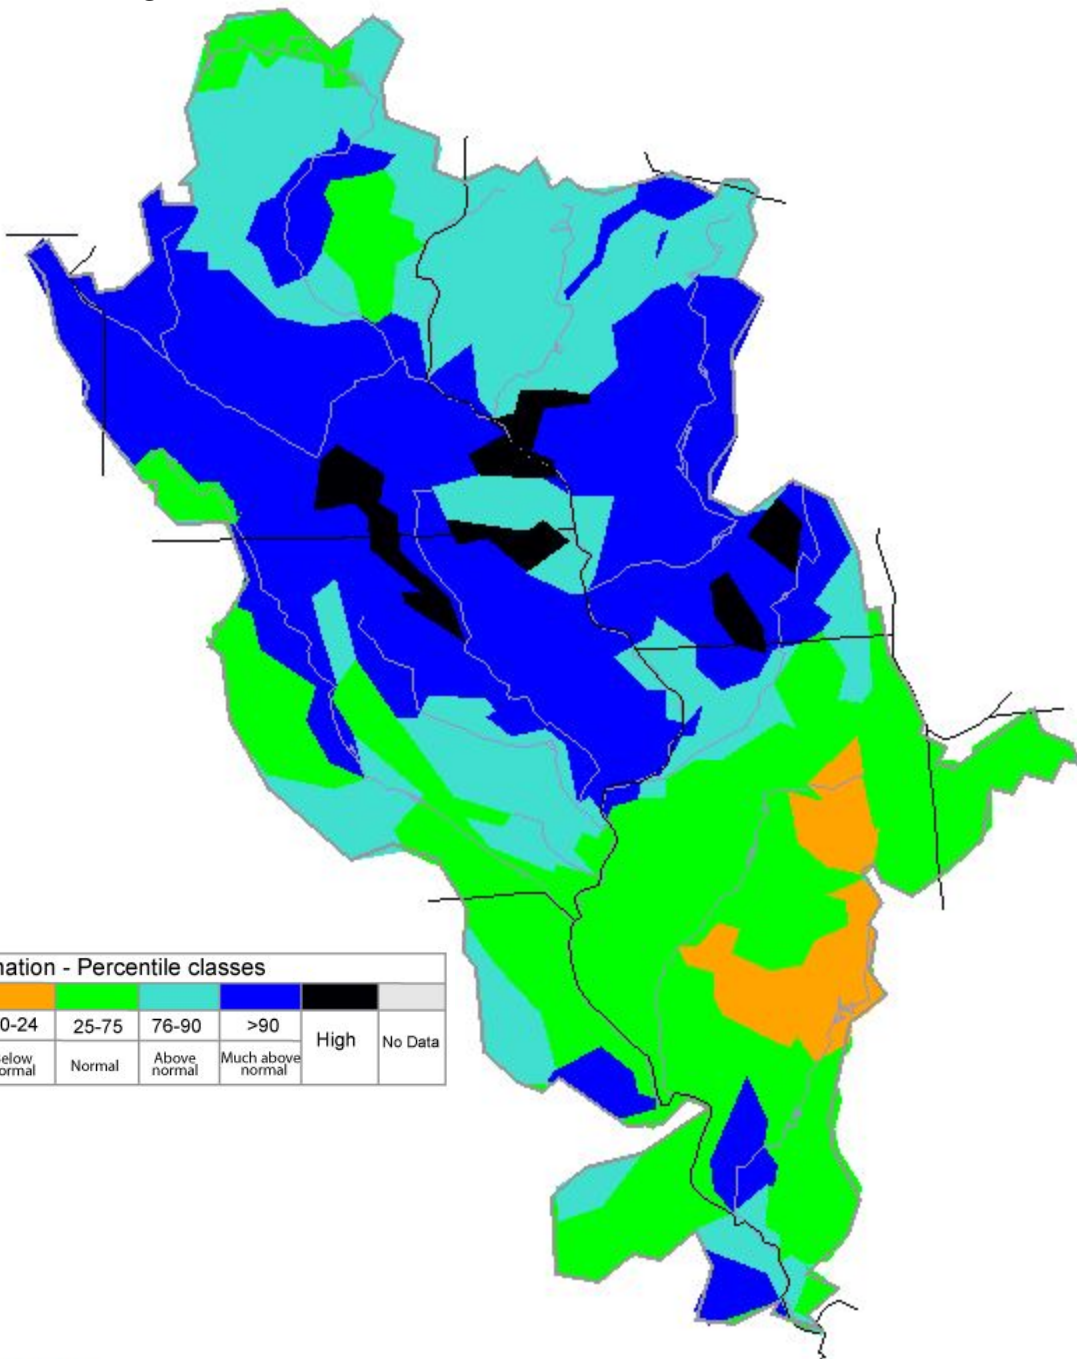 nation - Percentile classes
0-24 25-75 76-90 >90 High No Data
Normal Above normal Much above normal